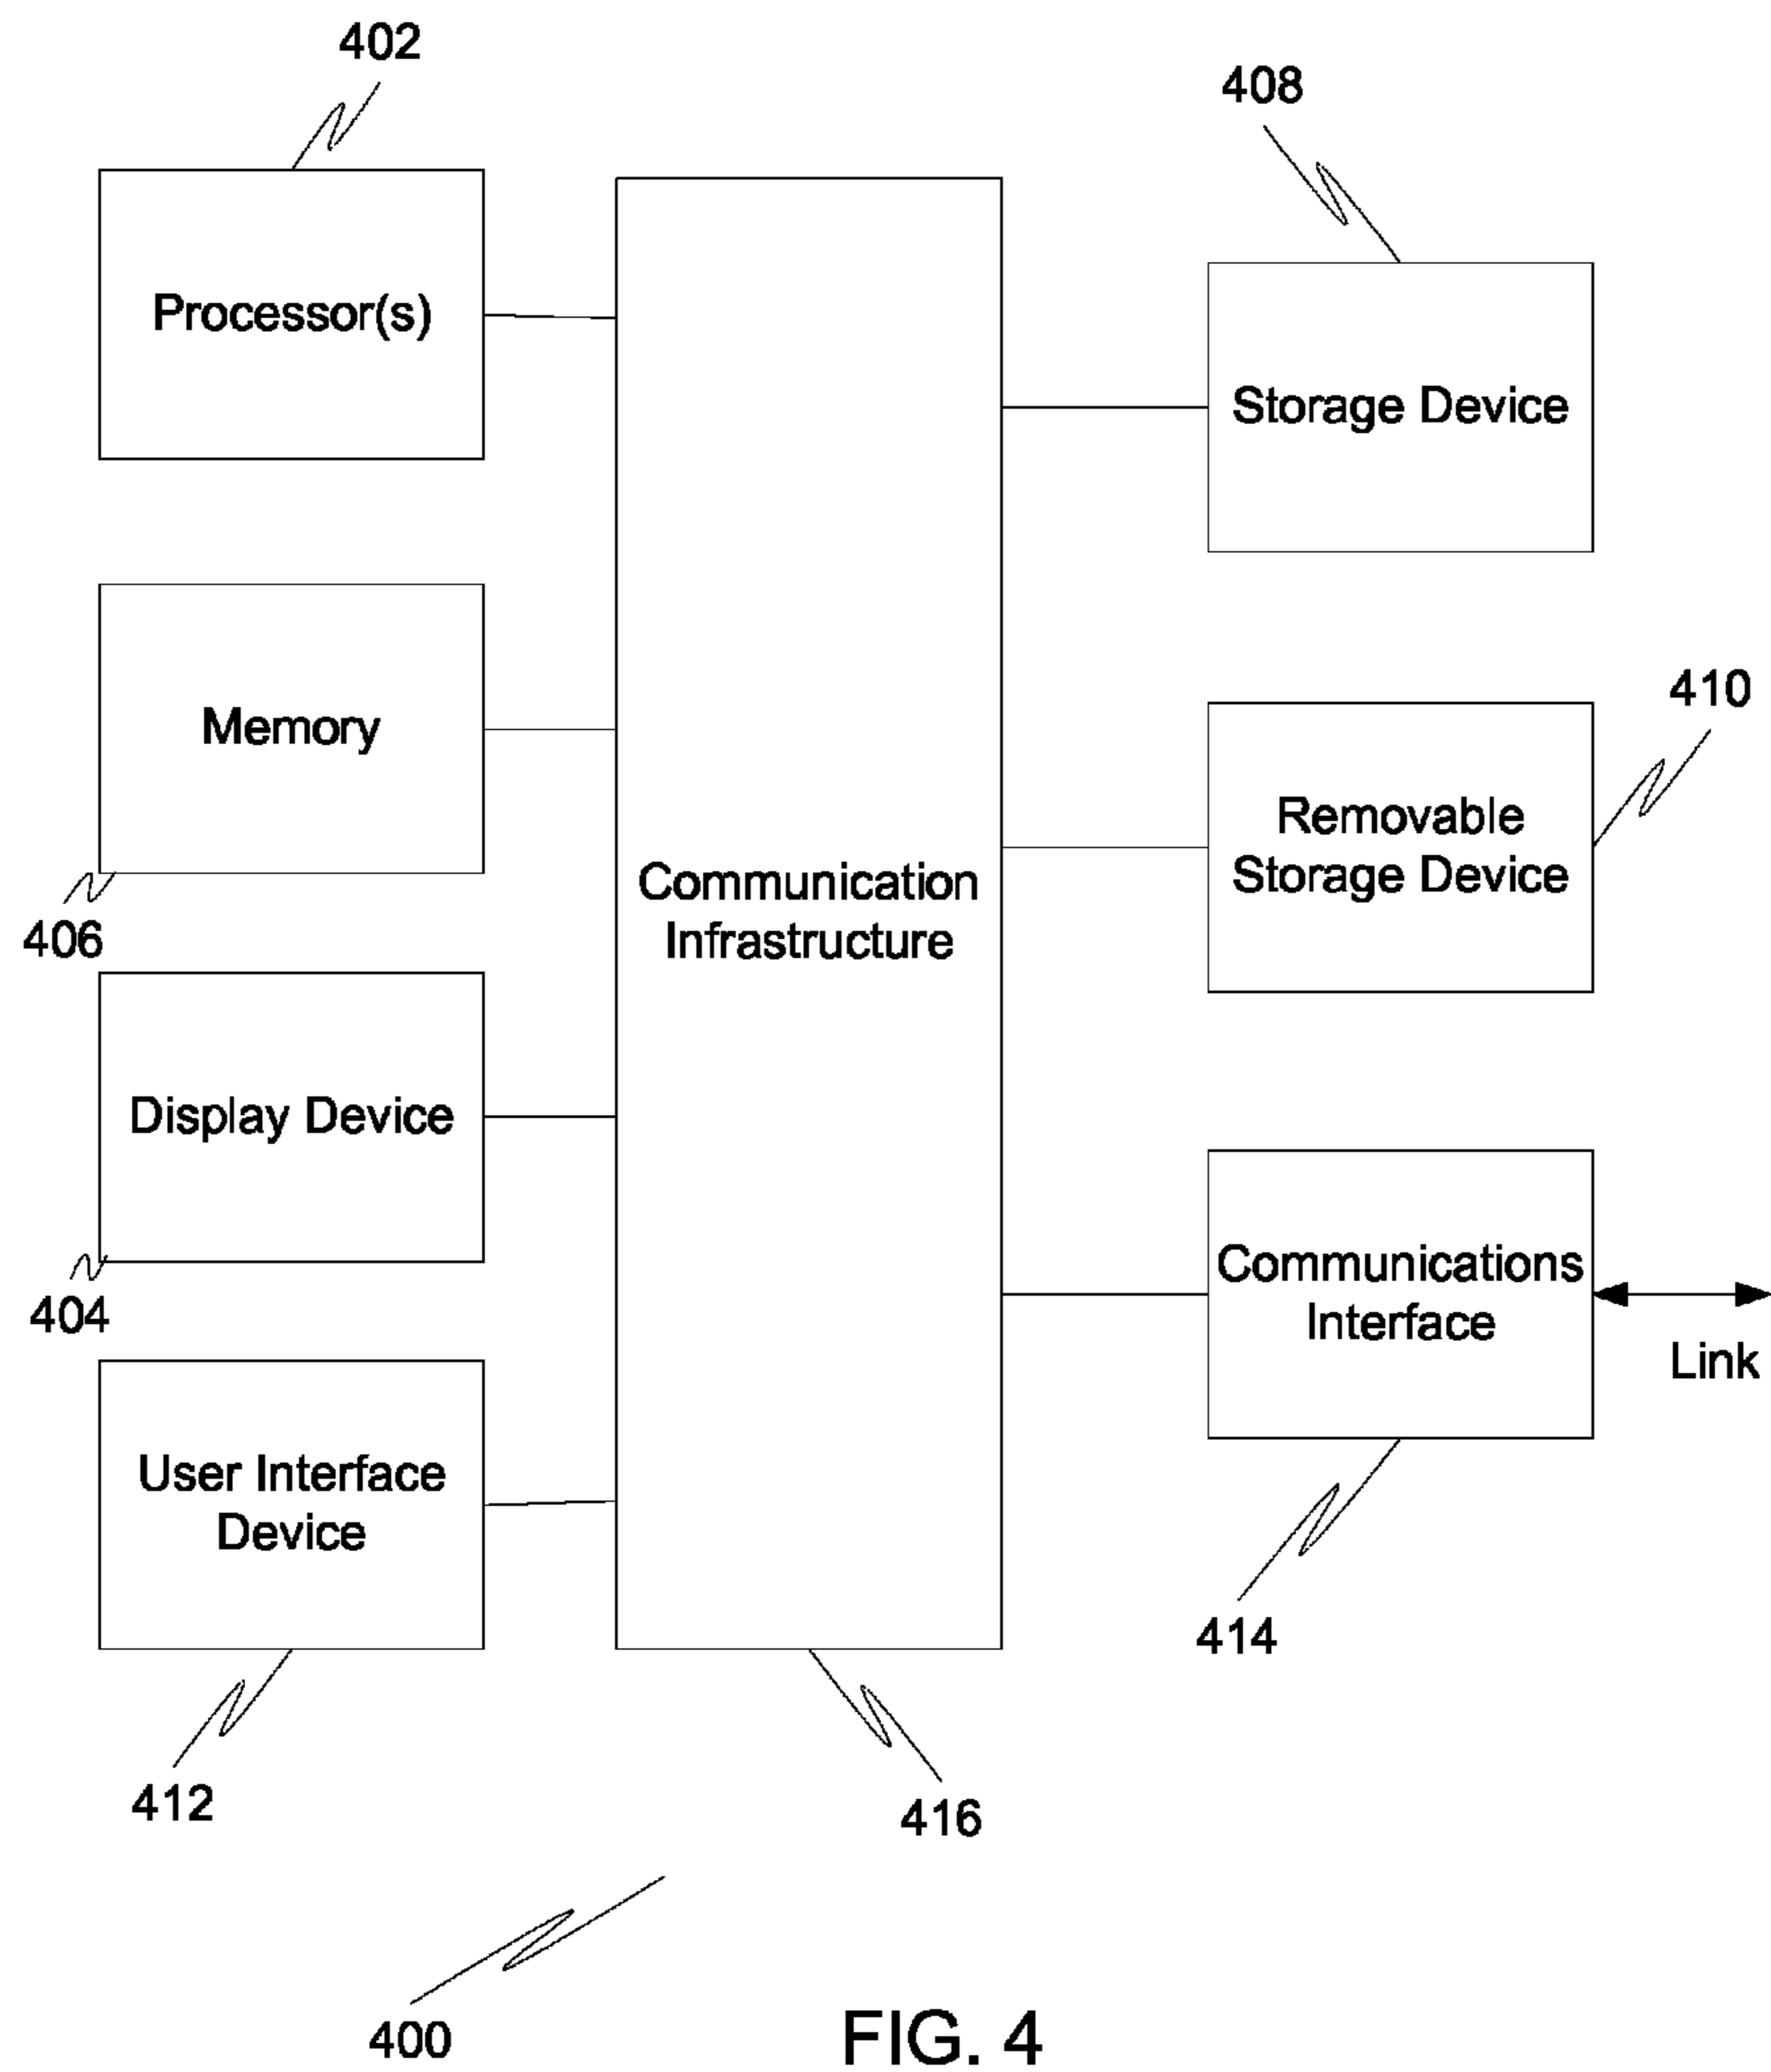 402
408
Processor(s)
Storage Device
Memory
410
Removable
Storage Device
Communication
Infrastructure
406
Display Device
Communications
Interface
404
Link
User Interface
Device
414
412
416
400
FIG. 4